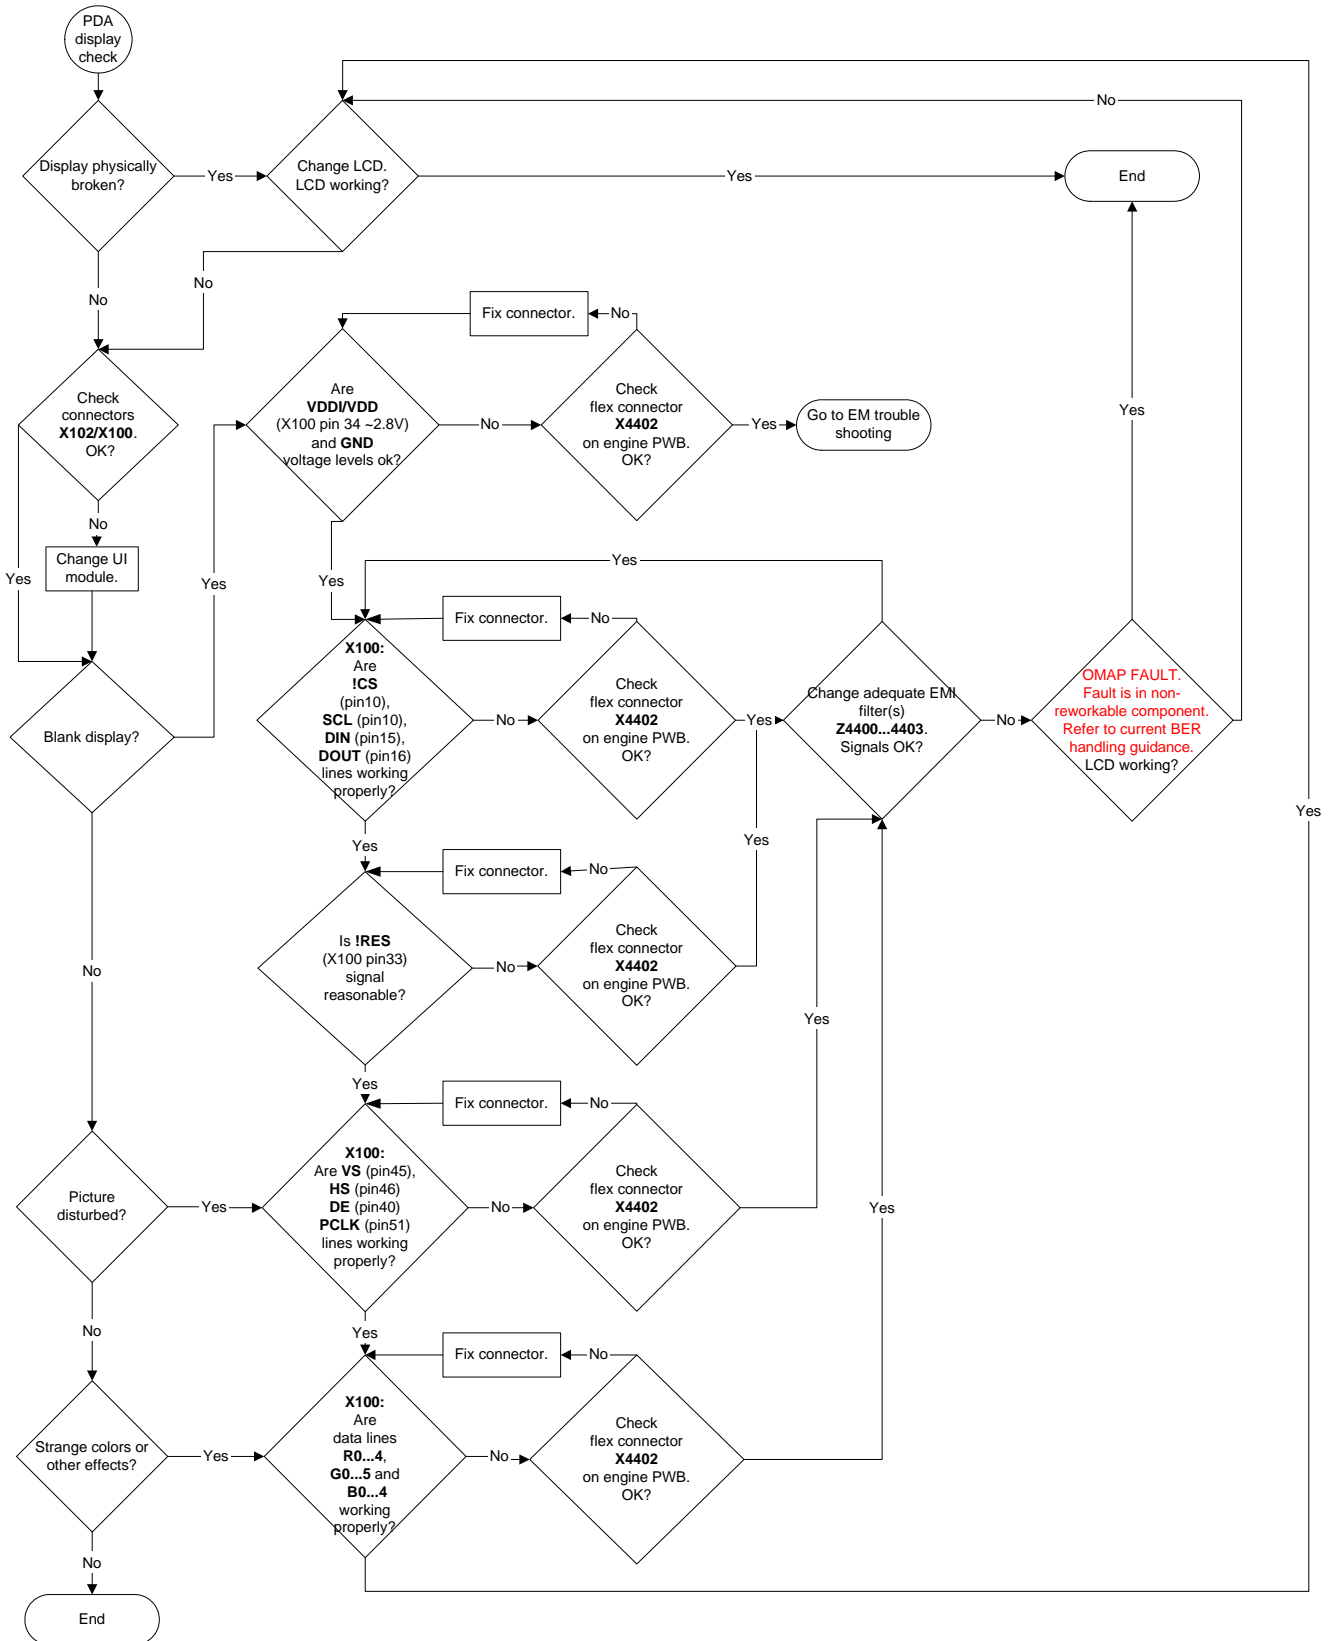 PDA
display
check
Display physically
broken?
Yes
Change LCD.
LCD working?
Yes
End
No
No
No
Check
connectors
X102/X100.
OK?
No
Change UI
module.
Yes
Blank display?
Yes
Are
VDDI/VDD
(X100 pin 34 ~2.8V)
and GND
voltage levels ok?
No
Check
flex connector
X4402
on engine PWB.
OK?
No
Fix connector.
Yes
Go to EM trouble
shooting
Yes
Yes
X100:
Are
!CS
(pin10),
SCL (pin10),
DIN (pin15),
DOUT (pin16)
lines working
properly?
No
Check
flex connector
X4402
on engine PWB.
OK?
No
Fix connector.
Yes
Change adequate EMI
filter(s)
Z4400...4403.
Signals OK?
No
OMAP FAULT.
Fault is in non-
reworkable component.
Refer to current BER
handling guidance.
LCD working?
Yes
Yes
Yes
Is !RES
(X100 pin33)
signal
reasonable?
No
Check
flex connector
X4402
on engine PWB.
OK?
No
Fix connector.
Yes
No
Yes
Picture
disturbed?
Yes
X100:
Are VS (pin45),
HS (pin46)
DE (pin40)
PCLK (pin51)
lines working
properly?
No
Check
flex connector
X4402
on engine PWB.
OK?
No
Fix connector.
Yes
Yes
No
Yes
Strange colors or
other effects?
Yes
X100:
Are
data lines
R0...4,
G0...5 and
B0...4
working
properly?
No
Check
flex connector
X4402
on engine PWB.
OK?
No
Fix connector.
No
End